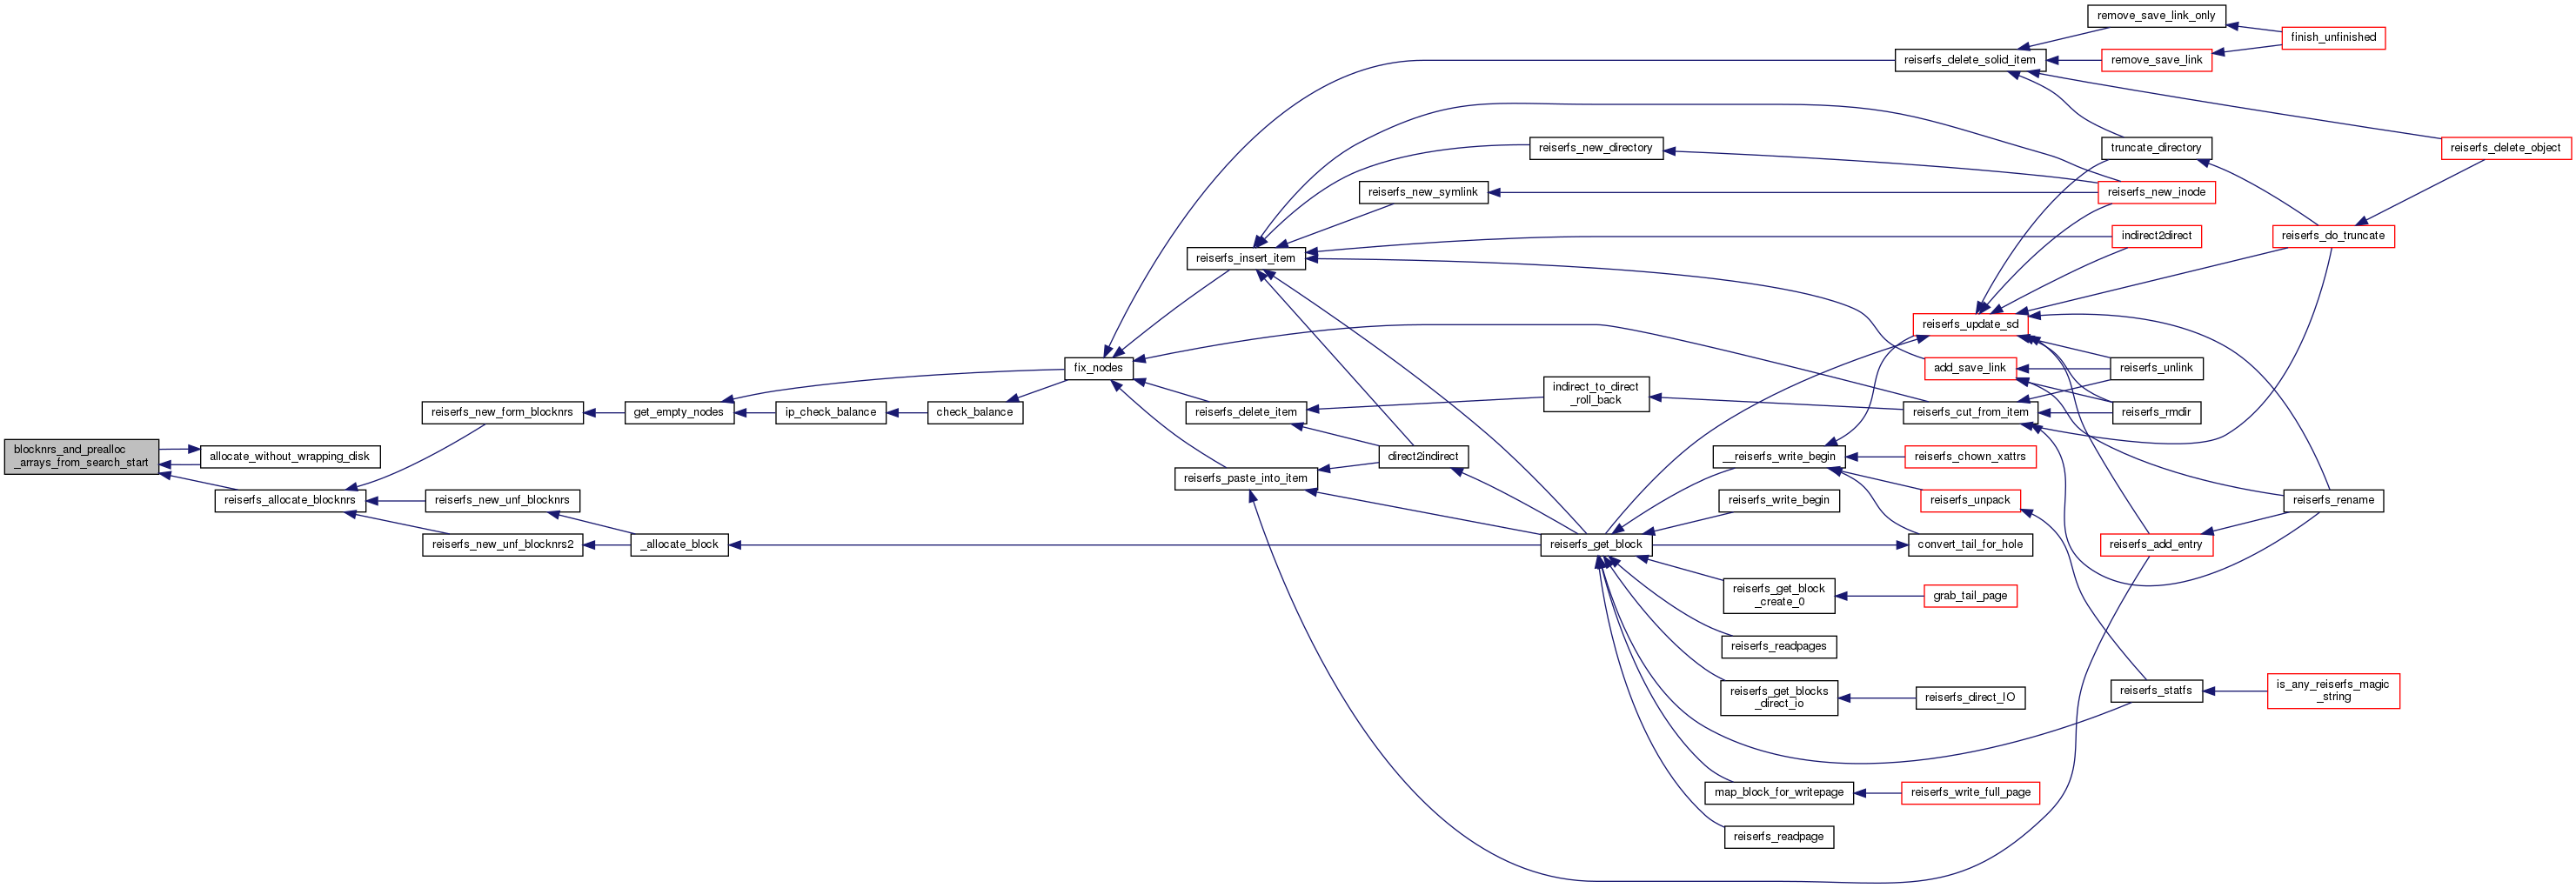 blocknrs_and_prealloc
_arrays_from_search_start
allocate_without_wrapping_disk
reiserfs_allocate_blocknrs
reiserfs_new_form_blocknrs
reiserfs_new_unf_blocknrs
reiserfs_new_unf_blocknrs2
get_empty_nodes
_allocate_block
ip_check_balance
check_balance
fix_nodes
reiserfs_insert_item
reiserfs_delete_item
reiserfs_paste_into_item
reiserfs_new_symlink
direct2indirect
reiserfs_new_directory
indirect_to_direct
_roll_back
reiserfs_get_block
__reiserfs_write_begin
reiserfs_write_begin
reiserfs_get_block
_create_0
reiserfs_readpages
reiserfs_get_blocks
_direct_io
map_block_for_writepage
reiserfs_readpage
reiserfs_delete_solid_item
reiserfs_update_sd
add_save_link
reiserfs_cut_from_item
reiserfs_chown_xattrs
reiserfs_unpack
convert_tail_for_hole
grab_tail_page
reiserfs_direct_IO
reiserfs_write_full_page
remove_save_link_only
remove_save_link
truncate_directory
reiserfs_new_inode
indirect2direct
reiserfs_unlink
reiserfs_rmdir
reiserfs_add_entry
reiserfs_statfs
finish_unfinished
reiserfs_do_truncate
reiserfs_rename
is_any_reiserfs_magic
_string
reiserfs_delete_object